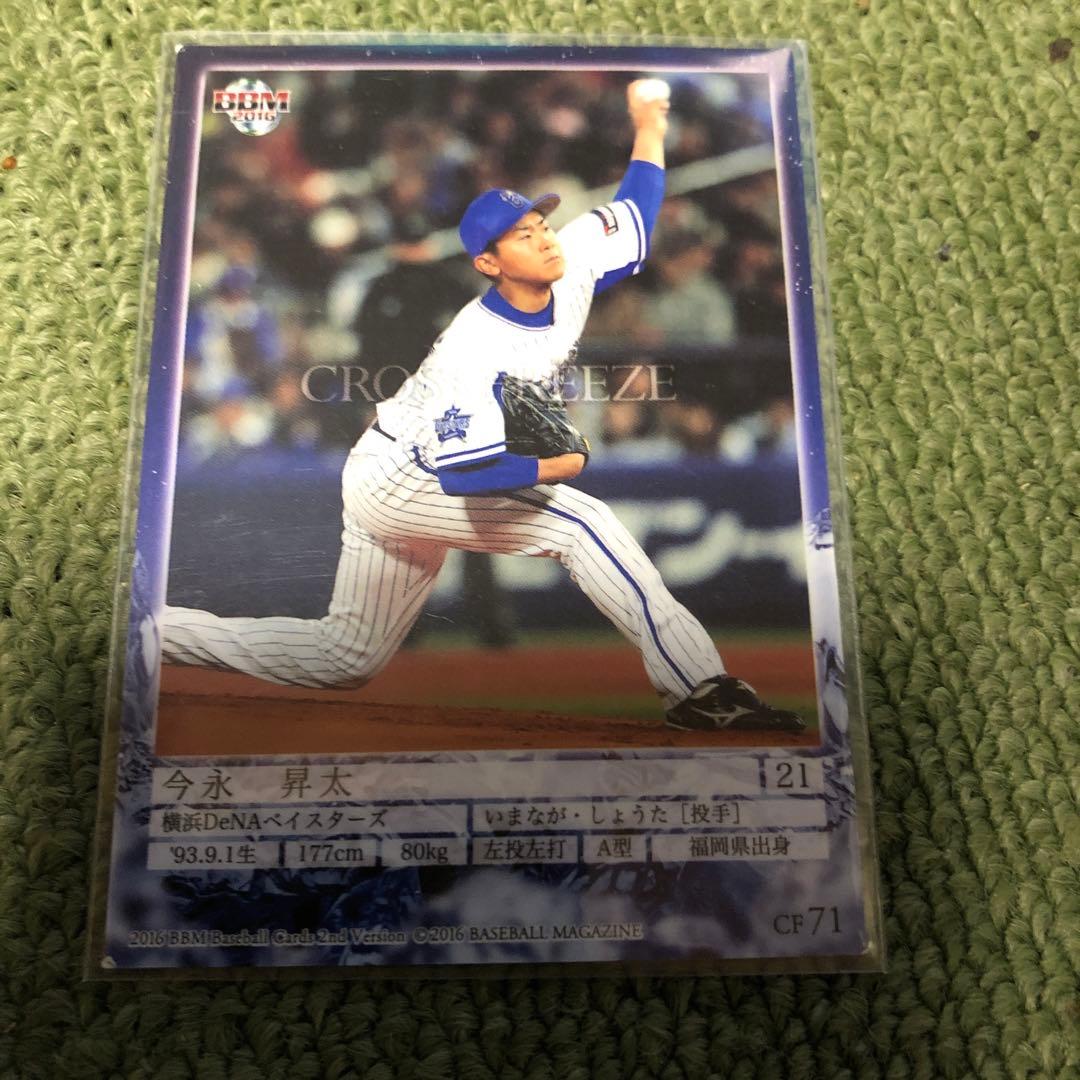 BBM
2016
CROSS FREEZE
今永 昇太 21
横浜DeNAベイスターズ いまなが・しょうた [投手]
'93.9.1生 177cm 80kg 左投左打 A型 福岡県出身
CF71
2016 BBM Baseball Cards 2nd Version ©2016 BASEBALL MAGAZINE